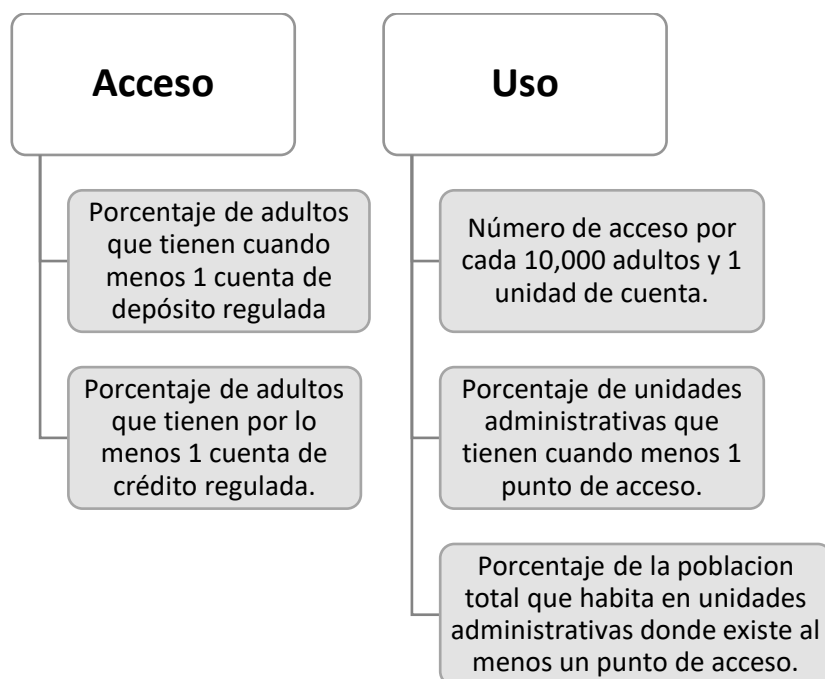 Acceso
Porcentaje de adultos
que tienen cuando
menos 1 cuenta de
depósito regulada
Porcentaje de adultos
que tienen por lo
menos 1 cuenta de
crédito regulada.
Uso
Número de acceso por
cada 10,000 adultos y 1
unidad de cuenta.
Porcentaje de unidades
administrativas que
tienen cuando menos 1
punto de acceso.
Porcentaje de la poblacion
total que habita en unidades
administrativas donde existe al
menos un punto de acceso.